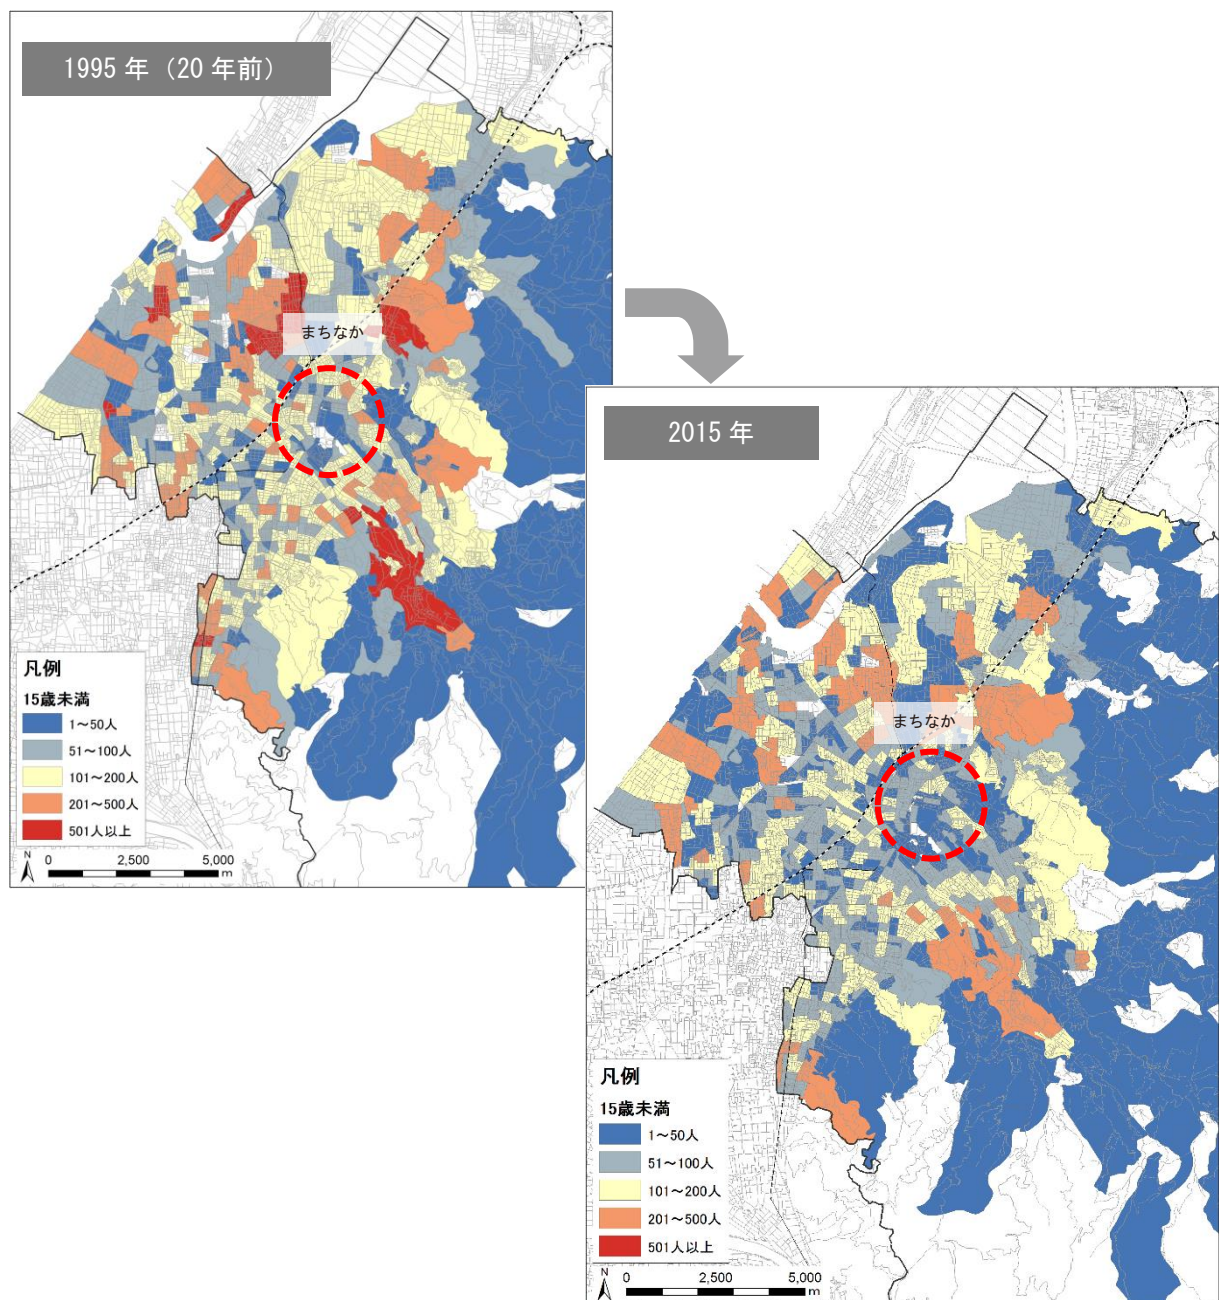 1995 年（20 年前）
まちなか
凡例
15歳未満
1～50人
51～100人
101～200人
201～500人
501人以上
N
0 2,500 5,000
m
2015 年
まちなか
凡例
15歳未満
1～50人
51～100人
101～200人
201～500人
501人以上
N
0 2,500 5,000
m